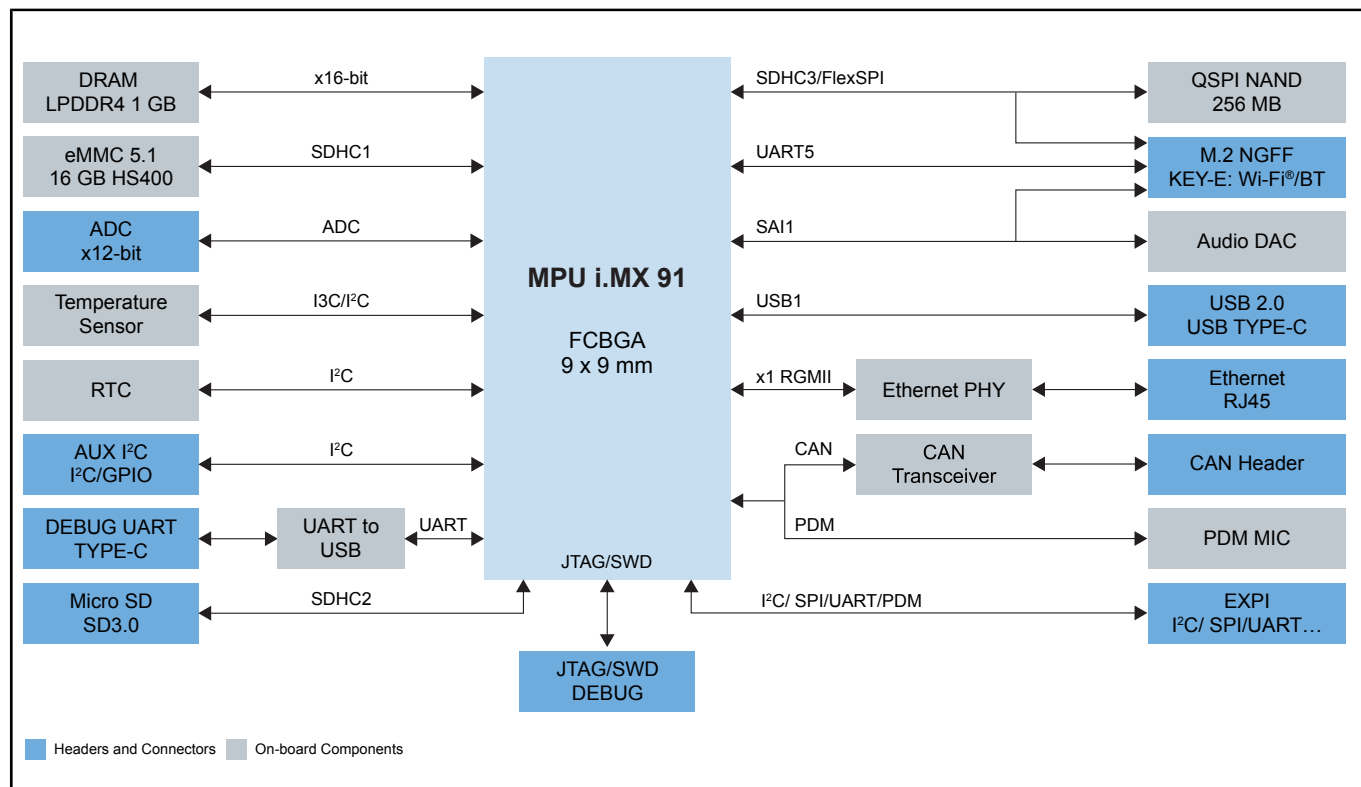 DRAM
LPDDR4 1 GB
x16-bit
eMMC 5.1
16 GB HS400
SDHC1
ADC
x12-bit
ADC
Temperature
Sensor
I3C/I²C
RTC
I²C
AUX I²C
I²C/GPIO
I²C
DEBUG UART
TYPE-C
UART to
USB
UART
Micro SD
SD3.0
SDHC2
MPU i.MX 91
FCBGA
9 x 9 mm
JTAG/SWD
JTAG/SWD
DEBUG
SDHC3/FlexSPI
QSPI NAND
256 MB
UART5
M.2 NGFF
KEY-E: Wi-Fi®/BT
SAI1
Audio DAC
USB1
USB 2.0
USB TYPE-C
x1 RGMII
Ethernet PHY
Ethernet
RJ45
CAN
CAN
Transceiver
CAN Header
PDM
PDM MIC
I²C/ SPI/UART/PDM
EXPI
I²C/ SPI/UART…
Headers and Connectors
On-board Components